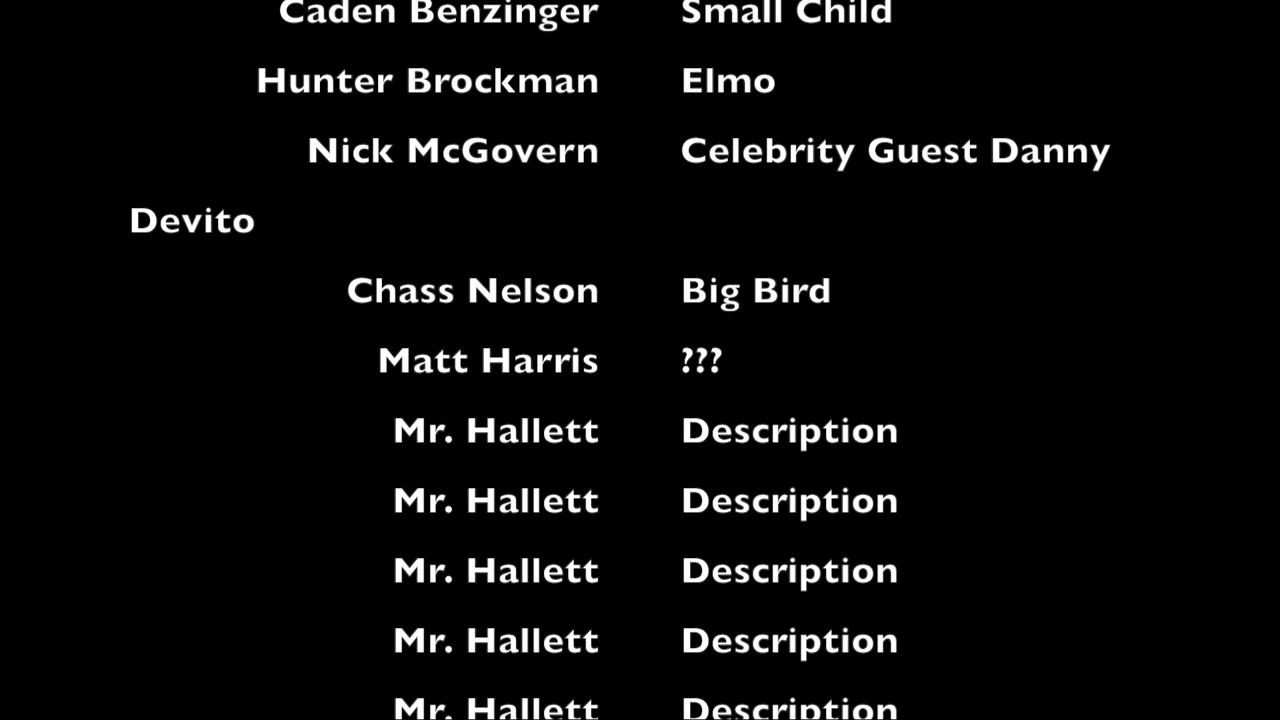 Caden Benzinger Small Child
Hunter Brockman Elmo
Nick McGovern Celebrity Guest Danny
Devito
Chass Nelson Big Bird
Matt Harris ???
Mr. Hallett Description
Mr. Hallett Description
Mr. Hallett Description
Mr. Hallett Description
Mr. Hallett Description